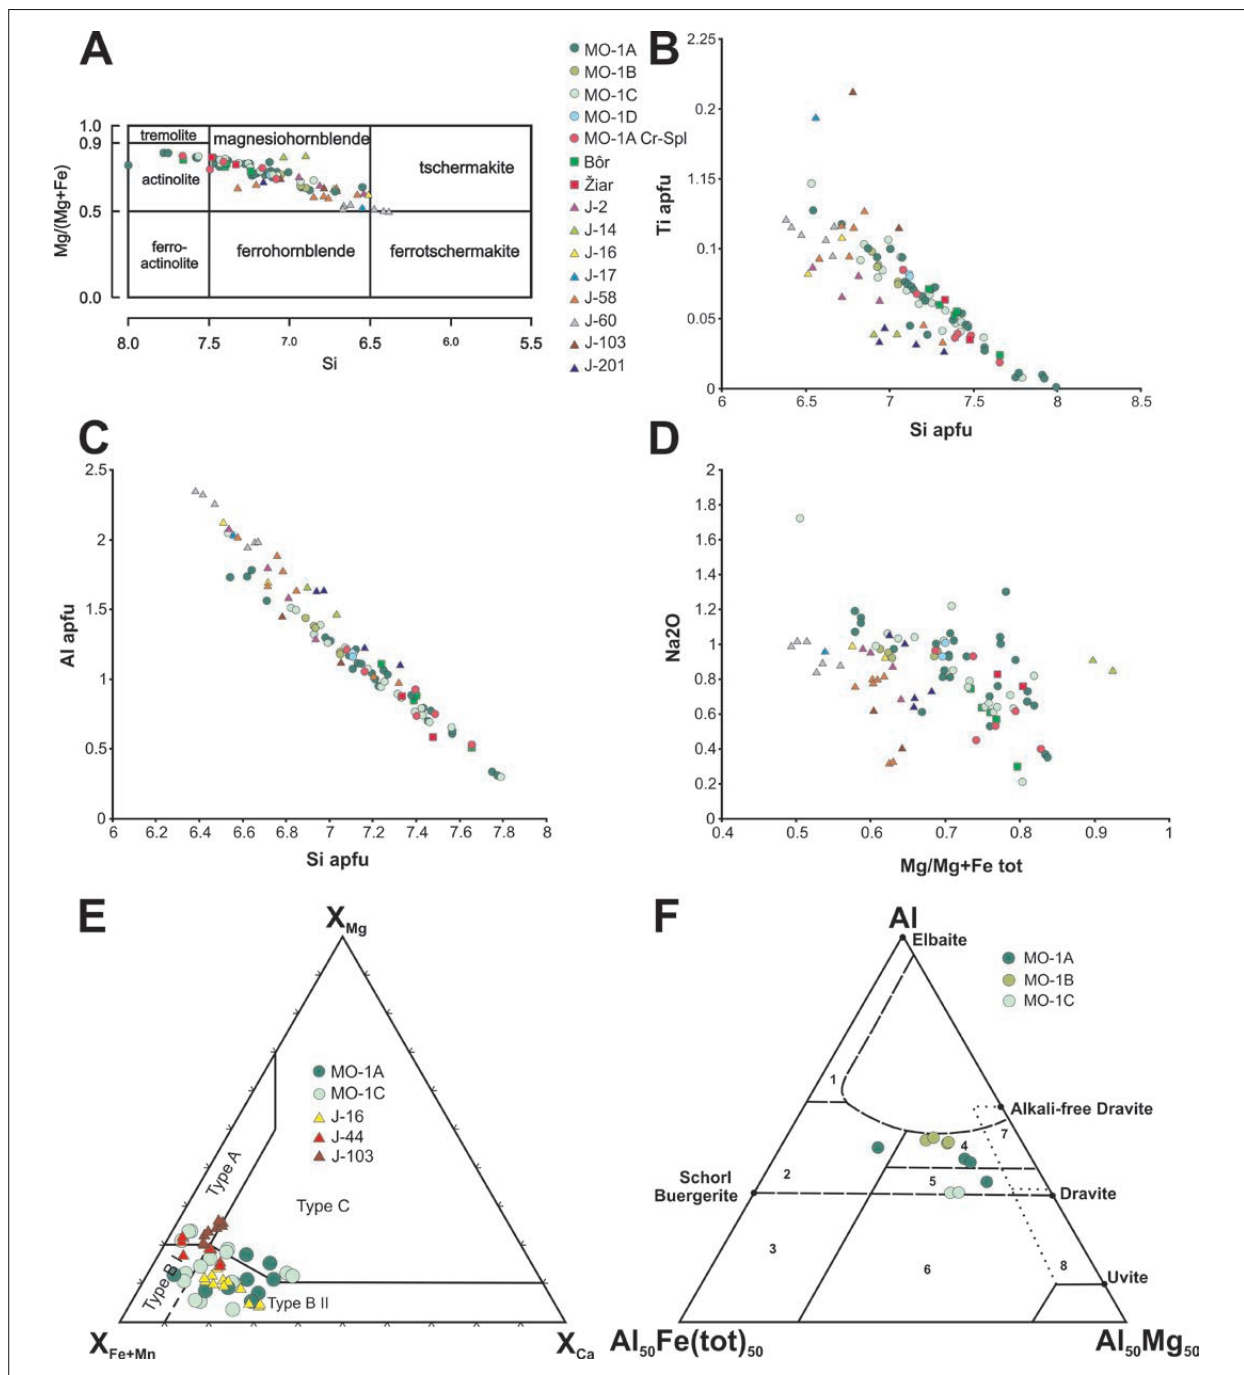 A
1.0
0.9
0.5
0.0
Mg/(Mg+Fe)
tremolite
magnesiohornblende
actinolite
tschermakite
ferro-
actinolite
ferrohornblende
ferrotschermakite
8.0
7.5
7.0
6.5
6.0
5.5
Si
MO-1A
MO-1B
MO-1C
MO-1D
MO-1A Cr-Spl
Bôr
Žiar
J-2
J-14
J-16
J-17
J-58
J-60
J-103
J-201
B
2.25
0.2
1.15
0.1
0.05
0
Ti apfu
6
6.5
7
7.5
8
8.5
Si apfu
C
2.5
2
1.5
1
0.5
0
Al apfu
6
6.2
6.4
6.6
6.8
7
7.2
7.4
7.6
7.8
8
Si apfu
D
2
1.8
1.6
1.4
1.2
1
0.8
0.6
0.4
0.2
0
Na2O
0.4
0.5
0.6
0.7
0.8
0.9
1
Mg/Mg+Fe tot
E
XMg
MO-1A
MO-1C
J-16
J-44
J-103
Type A
Type C
Type B I
Type B II
XFe+Mn
XCa
F
Al
Elbaite
MO-1A
MO-1B
MO-1C
1
Alkali-free Dravite
7
4
2
5
Schorl
Buergerite
Dravite
3
6
8
Uvite
Al50Fe(tot)50
Al50Mg50